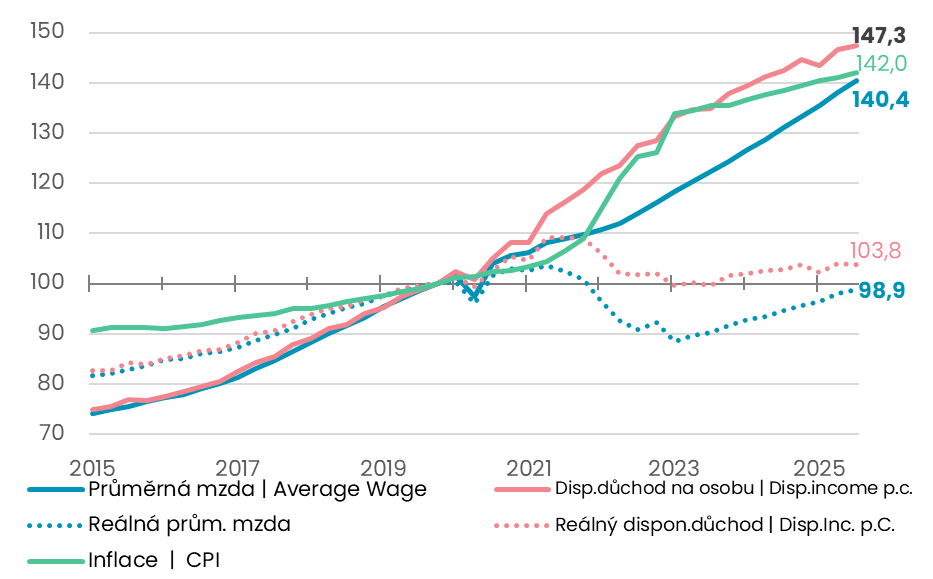 150
147,3
142,0
140
140,4
130
120
110
103,8
100
98,9
90
80
70
2015 2017 2019 2021 2023 2025
Průměrná mzda | Average Wage
Disp.důchod na osobu | Disp.income p.c.
Reálná prům. mzda
Reálný dispon.důchod | Disp.Inc. p.C.
Inflace | CPI